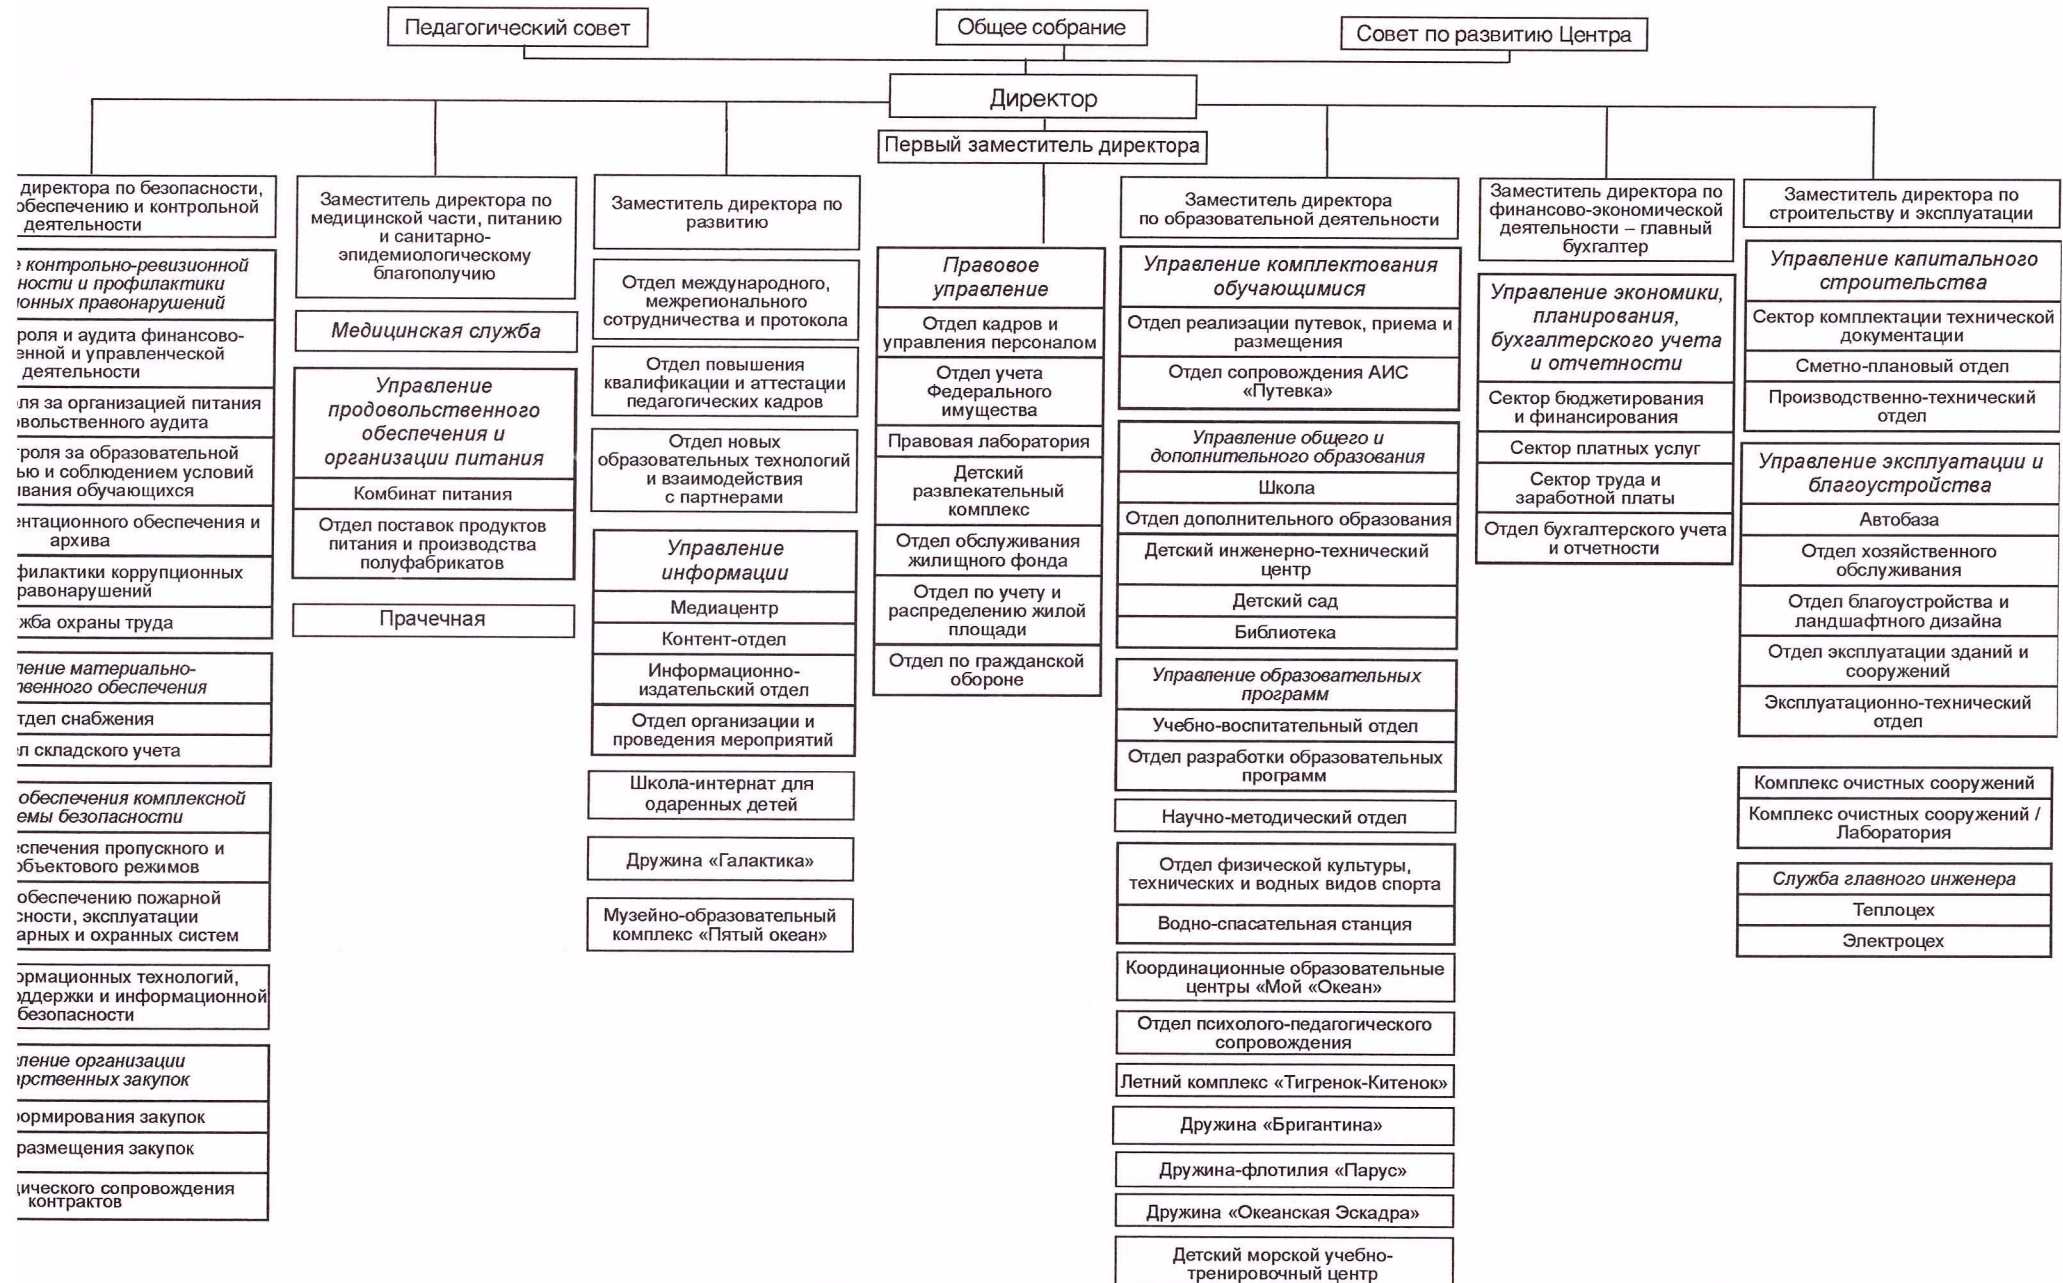 Педагогический совет
Общее собрание
Совет по развитию Центра
Директор
Первый заместитель директора
директора по безопасности,
обеспечению и контрольной
деятельности
контрольно-ревизионной
ности и профилактики
онных правонарушений
роля и аудита финансово-
енной и управленческой
деятельности
ля за организацией питания
овольственного аудита
роля за образовательной
ью и соблюдением условий
ивания обучающихся
ентационного обеспечения и
архива
филактики коррупционных
равонарушений
жба охраны труда
ление материально-
твенного обеспечения
тдел снабжения
ел складского учета
обеспечения комплексной
емы безопасности
спечения пропускного и
объектового режимов
обеспечению пожарной
сности, эксплуатации
арных и охранных систем
ормационных технологий,
оддержки и информационной
безопасности
ление организации
арственных закупок
формирования закупок
размещения закупок
дического сопровождения
контрактов
Заместитель директора по
медицинской части, питанию
и санитарно-
эпидемиологическому
благополучию
Медицинская служба
Управление
продовольственного
обеспечения и
организации питания
Комбинат питания
Отдел поставок продуктов
питания и производства
полуфабрикатов
Прачечная
Заместитель директора по
развитию
Отдел международного,
межрегионального
сотрудничества и протокола
Отдел повышения
квалификации и аттестации
педагогических кадров
Отдел новых
образовательных технологий
и взаимодействия
с партнерами
Управление
информации
Медиацентр
Контент-отдел
Информационно-
издательский отдел
Отдел организации и
проведения мероприятий
Школа-интернат для
одаренных детей
Дружина «Галактика»
Музейно-образовательный
комплекс «Пятый океан»
Правовое
управление
Отдел кадров и
управления персоналом
Отдел учета
Федерального
имущества
Правовая лаборатория
Детский
развлекательный
комплекс
Отдел обслуживания
жилищного фонда
Отдел по учету и
распределению жилой
площади
Отдел по гражданской
обороне
Заместитель директора
по образовательной деятельности
Управление комплектования
обучающимися
Отдел реализации путевок, приема и
размещения
Отдел сопровождения АИС
«Путевка»
Управление общего и
дополнительного образования
Школа
Отдел дополнительного образования
Детский инженерно-технический
центр
Детский сад
Библиотека
Управление образовательных
программ
Учебно-воспитательный отдел
Отдел разработки образовательных
программ
Научно-методический отдел
Отдел физической культуры,
технических и водных видов спорта
Водно-спасательная станция
Координационные образовательные
центры «Мой «Океан»
Отдел психолого-педагогического
сопровождения
Летний комплекс «Тигренок-Китенок»
Дружина «Бригантина»
Дружина-флотилия «Парус»
Дружина «Океанская Эскадра»
Детский морской учебно-
тренировочный центр
Заместитель директора по
финансово-экономической
деятельности – главный
бухгалтер
Управление экономики,
планирования,
бухгалтерского учета
и отчетности
Сектор бюджетирования
и финансирования
Сектор платных услуг
Сектор труда и
заработной платы
Отдел бухгалтерского учета
и отчетности
Заместитель директора по
строительству и эксплуатации
Управление капитального
строительства
Сектор комплектации технической
документации
Сметно-плановый отдел
Производственно-технический
отдел
Управление эксплуатации и
благоустройства
Автобаза
Отдел хозяйственного
обслуживания
Отдел благоустройства и
ландшафтного дизайна
Отдел эксплуатации зданий и
сооружений
Эксплуатационно-технический
отдел
Комплекс очистных сооружений
Комплекс очистных сооружений /
Лаборатория
Служба главного инженера
Теплоцех
Электроцех